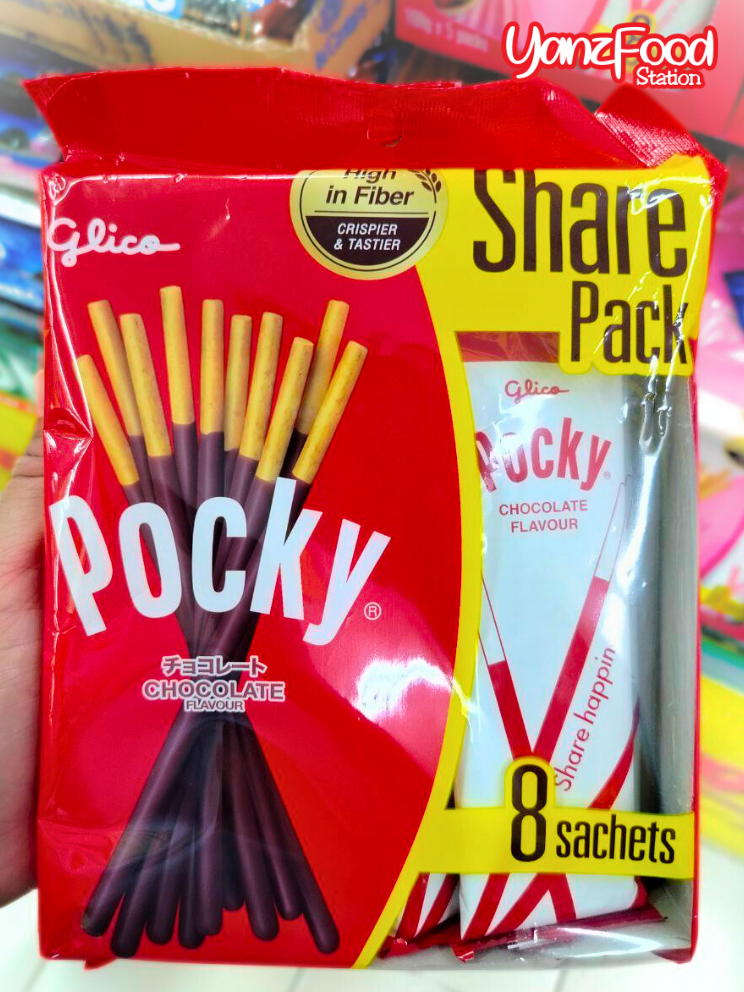 YanzFood
Station
Glico
High
in Fiber
CRISPIER
& TASTIER
Share
Pack
Pocky®
チョコレート
CHOCOLATE
FLAVOUR
Glico
Pocky
CHOCOLATE
FLAVOUR
Share happin
8 sachets